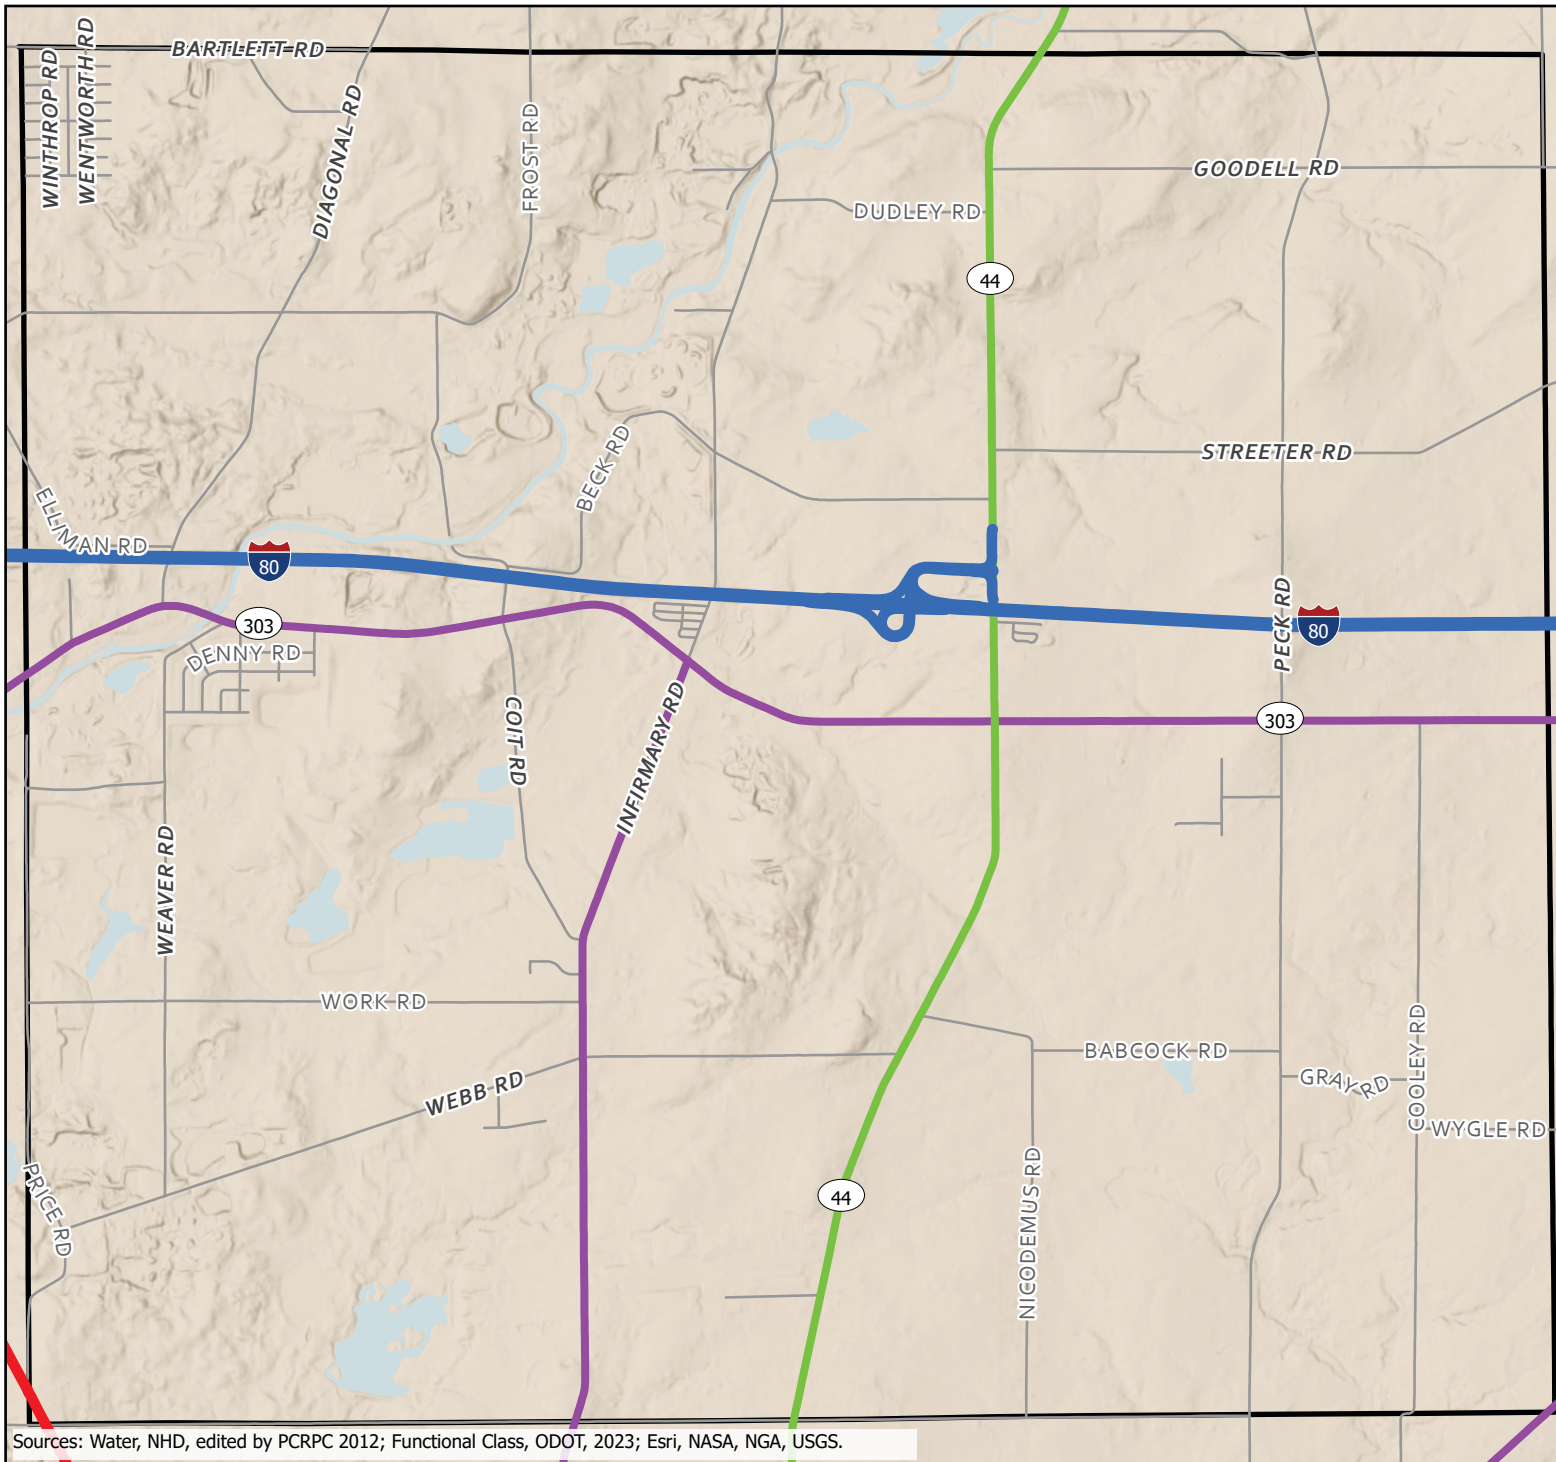 BARTLETT RD
WINTHROP RD
WENTWORTH RD
DIAGONAL RD
FROST RD
GOODELL RD
DUDLEY RD
44
STREETER RD
BECK RD
ELLIMAN RD
80
303
DENNY RD
PECK RD
80
303
COIT RD
INFIRMARY RD
WEAVER RD
WORK RD
BABCOCK RD
GRAY RD
COOLEY RD
WYGLE RD
WEBB RD
PRICE RD
44
NICODEMUS RD
Sources: Water, NHD, edited by PCRPC 2012; Functional Class, ODOT, 2023; Esri, NASA, NGA, USGS.